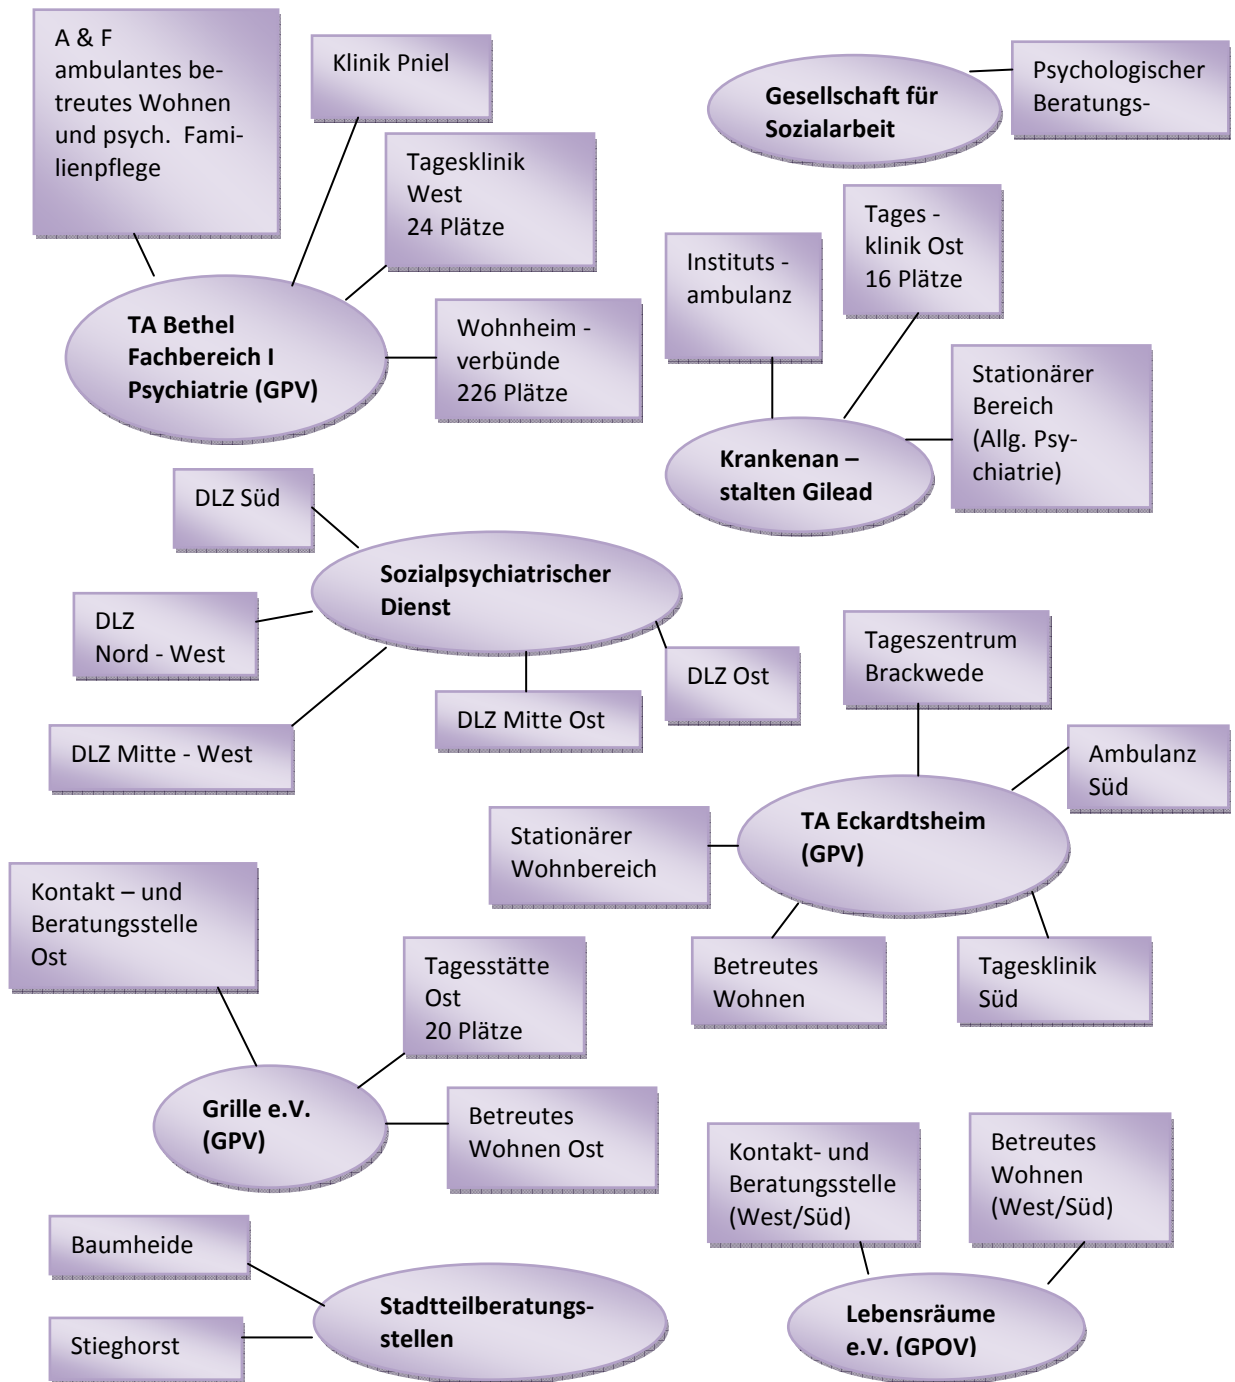 A & F
ambulantes be-
treutes Wohnen
und psych. Fami-
lienpflege
Klinik Pniel
Tagesklinik
West
24 Plätze
TA Bethel
Fachbereich I
Psychiatrie (GPV)
Wohnheim -
verbünde
226 Plätze
Gesellschaft für
Sozialarbeit
Psychologischer
Beratungs-
Instituts -
ambulanz
Tages -
klinik Ost
16 Plätze
Krankenan –
stalten Gilead
Stationärer
Bereich
(Allg. Psy-
chiatrie)
DLZ Süd
Sozialpsychiatrischer
Dienst
DLZ
Nord - West
DLZ Mitte - West
DLZ Mitte Ost
DLZ Ost
Tageszentrum
Brackwede
Ambulanz
Süd
TA Eckardtsheim
(GPV)
Stationärer
Wohnbereich
Betreutes
Wohnen
Tagesklinik
Süd
Kontakt – und
Beratungsstelle
Ost
Tagesstätte
Ost
20 Plätze
Grille e.V.
(GPV)
Betreutes
Wohnen Ost
Kontakt- und
Beratungsstelle
(West/Süd)
Betreutes
Wohnen
(West/Süd)
Lebensräume
e.V. (GPOV)
Baumheide
Stieghorst
Stadtteilberatungs-
stellen